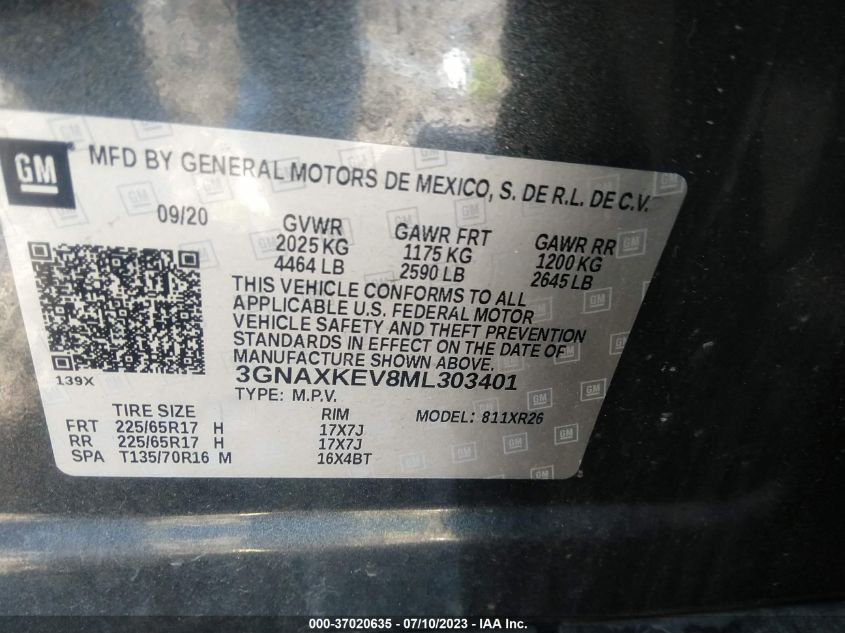 GM
MFD BY GENERAL MOTORS DE MEXICO, S. DE R.L. DE C.V.
09/20
GVWR
2025 KG
4464 LB
GAWR FRT
1175 KG
2590 LB
GAWR RR
1200 KG
2645 LB
THIS VEHICLE CONFORMS TO ALL
APPLICABLE U.S. FEDERAL MOTOR
VEHICLE SAFETY AND THEFT PREVENTION
STANDARDS IN EFFECT ON THE DATE OF
MANUFACTURE SHOWN ABOVE.
139X
3GNAXKEV8ML303401
TYPE: M.P.V.
MODEL: 811XR26
TIRE SIZE RIM
FRT 225/65R17 H 17X7J
RR 225/65R17 H 17X7J
SPA T135/70R16 M 16X4BT
000-37020635 - 07/10/2023 - IAA Inc.